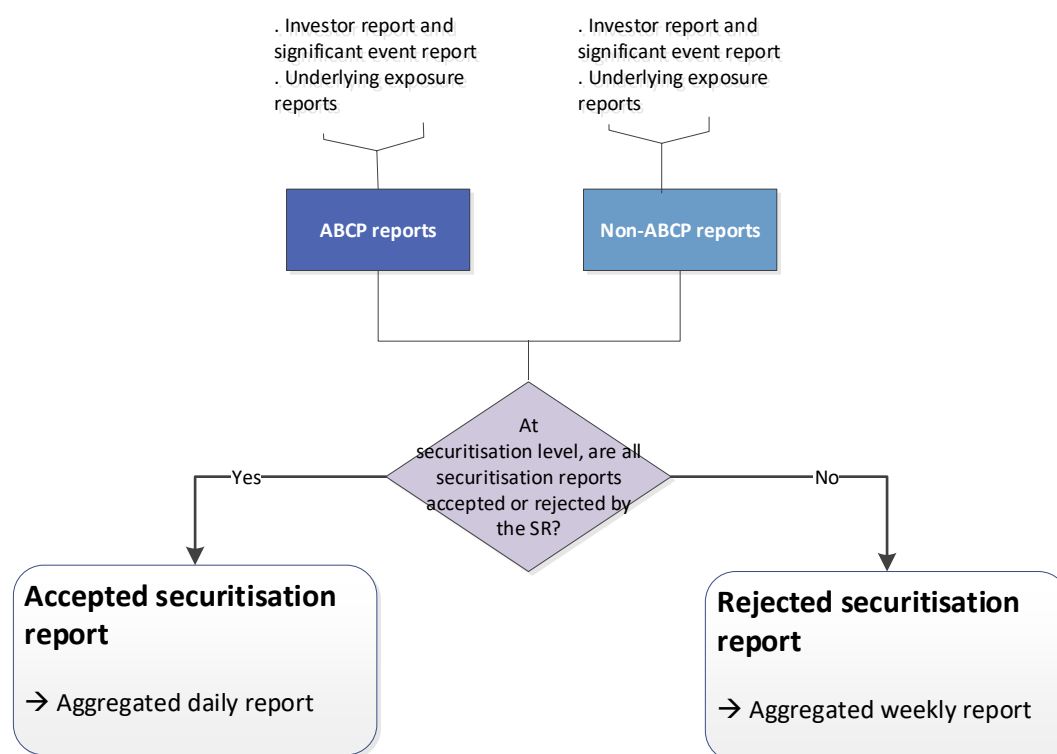 . Investor report and
significant event report
. Underlying exposure
reports
. Investor report and
significant event report
. Underlying exposure
reports
ABCP reports
Non-ABCP reports
At
securitisation level, are all
securitisation reports
accepted or rejected by
the SR?
Yes
No
Accepted securitisation
report
→ Aggregated daily report
Rejected securitisation
report
→ Aggregated weekly report